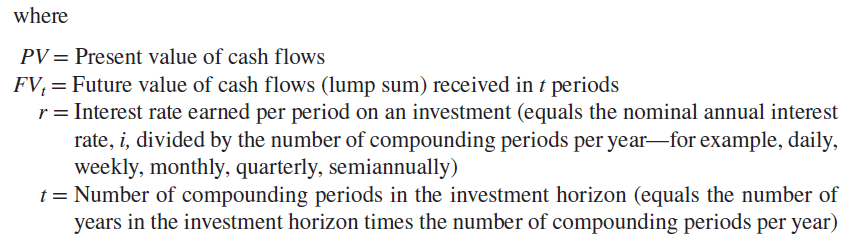 where
PV = Present value of cash flows
FVt = Future value of cash flows (lump sum) received in t periods
r = Interest rate earned per period on an investment (equals the nominal annual interest
rate, i, divided by the number of compounding periods per year—for example, daily,
weekly, monthly, quarterly, semiannually)
t = Number of compounding periods in the investment horizon (equals the number of
years in the investment horizon times the number of compounding periods per year)